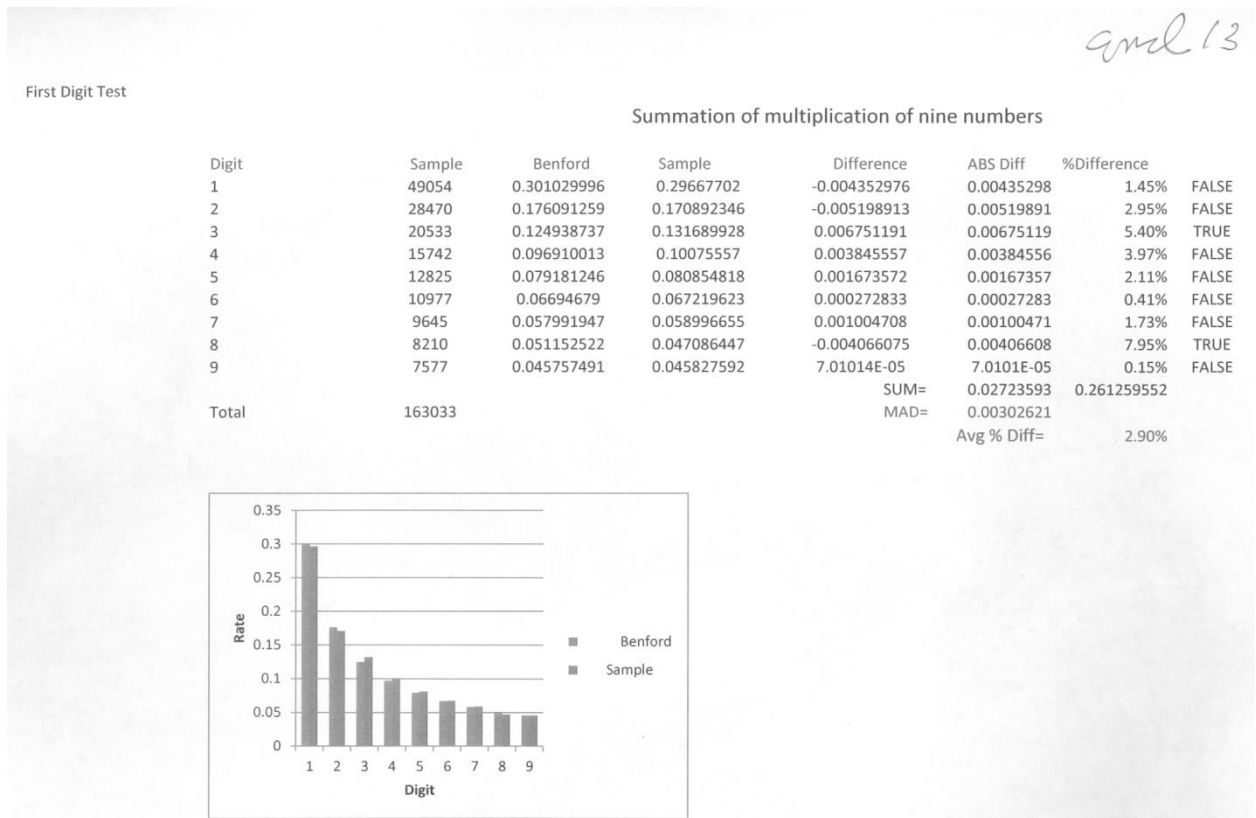 13
First Digit Test
Summation of multiplication of nine numbers
Digit Sample Benford Sample Difference ABS Diff %Difference
1 49054 0.301029996 0.29667702 -0.004352976 0.00435298 1.45% FALSE
2 28470 0.176091259 0.170892346 -0.005198913 0.00519891 2.95% FALSE
3 20533 0.124938737 0.131689928 0.006751191 0.00675119 5.40% TRUE
4 15742 0.096910013 0.10075557 0.003845557 0.00384556 3.97% FALSE
5 12825 0.079181246 0.080854818 0.001673572 0.00167357 2.11% FALSE
6 10977 0.06694679 0.067219623 0.000272833 0.00027283 0.41% FALSE
7 9645 0.057991947 0.058996655 0.001004708 0.00100471 1.73% FALSE
8 8210 0.051152522 0.047086447 -0.004066075 0.00406608 7.95% TRUE
9 7577 0.045757491 0.045827592 7.01014E-05 7.0101E-05 0.15% FALSE
SUM= 0.02723593 0.261259552
Total 163033 MAD= 0.00302621
Avg % Diff= 2.90%
0.35
0.3
0.25
0.2
0.15
0.1
0.05
0
Rate
1 2 3 4 5 6 7 8 9
Digit
Benford
Sample